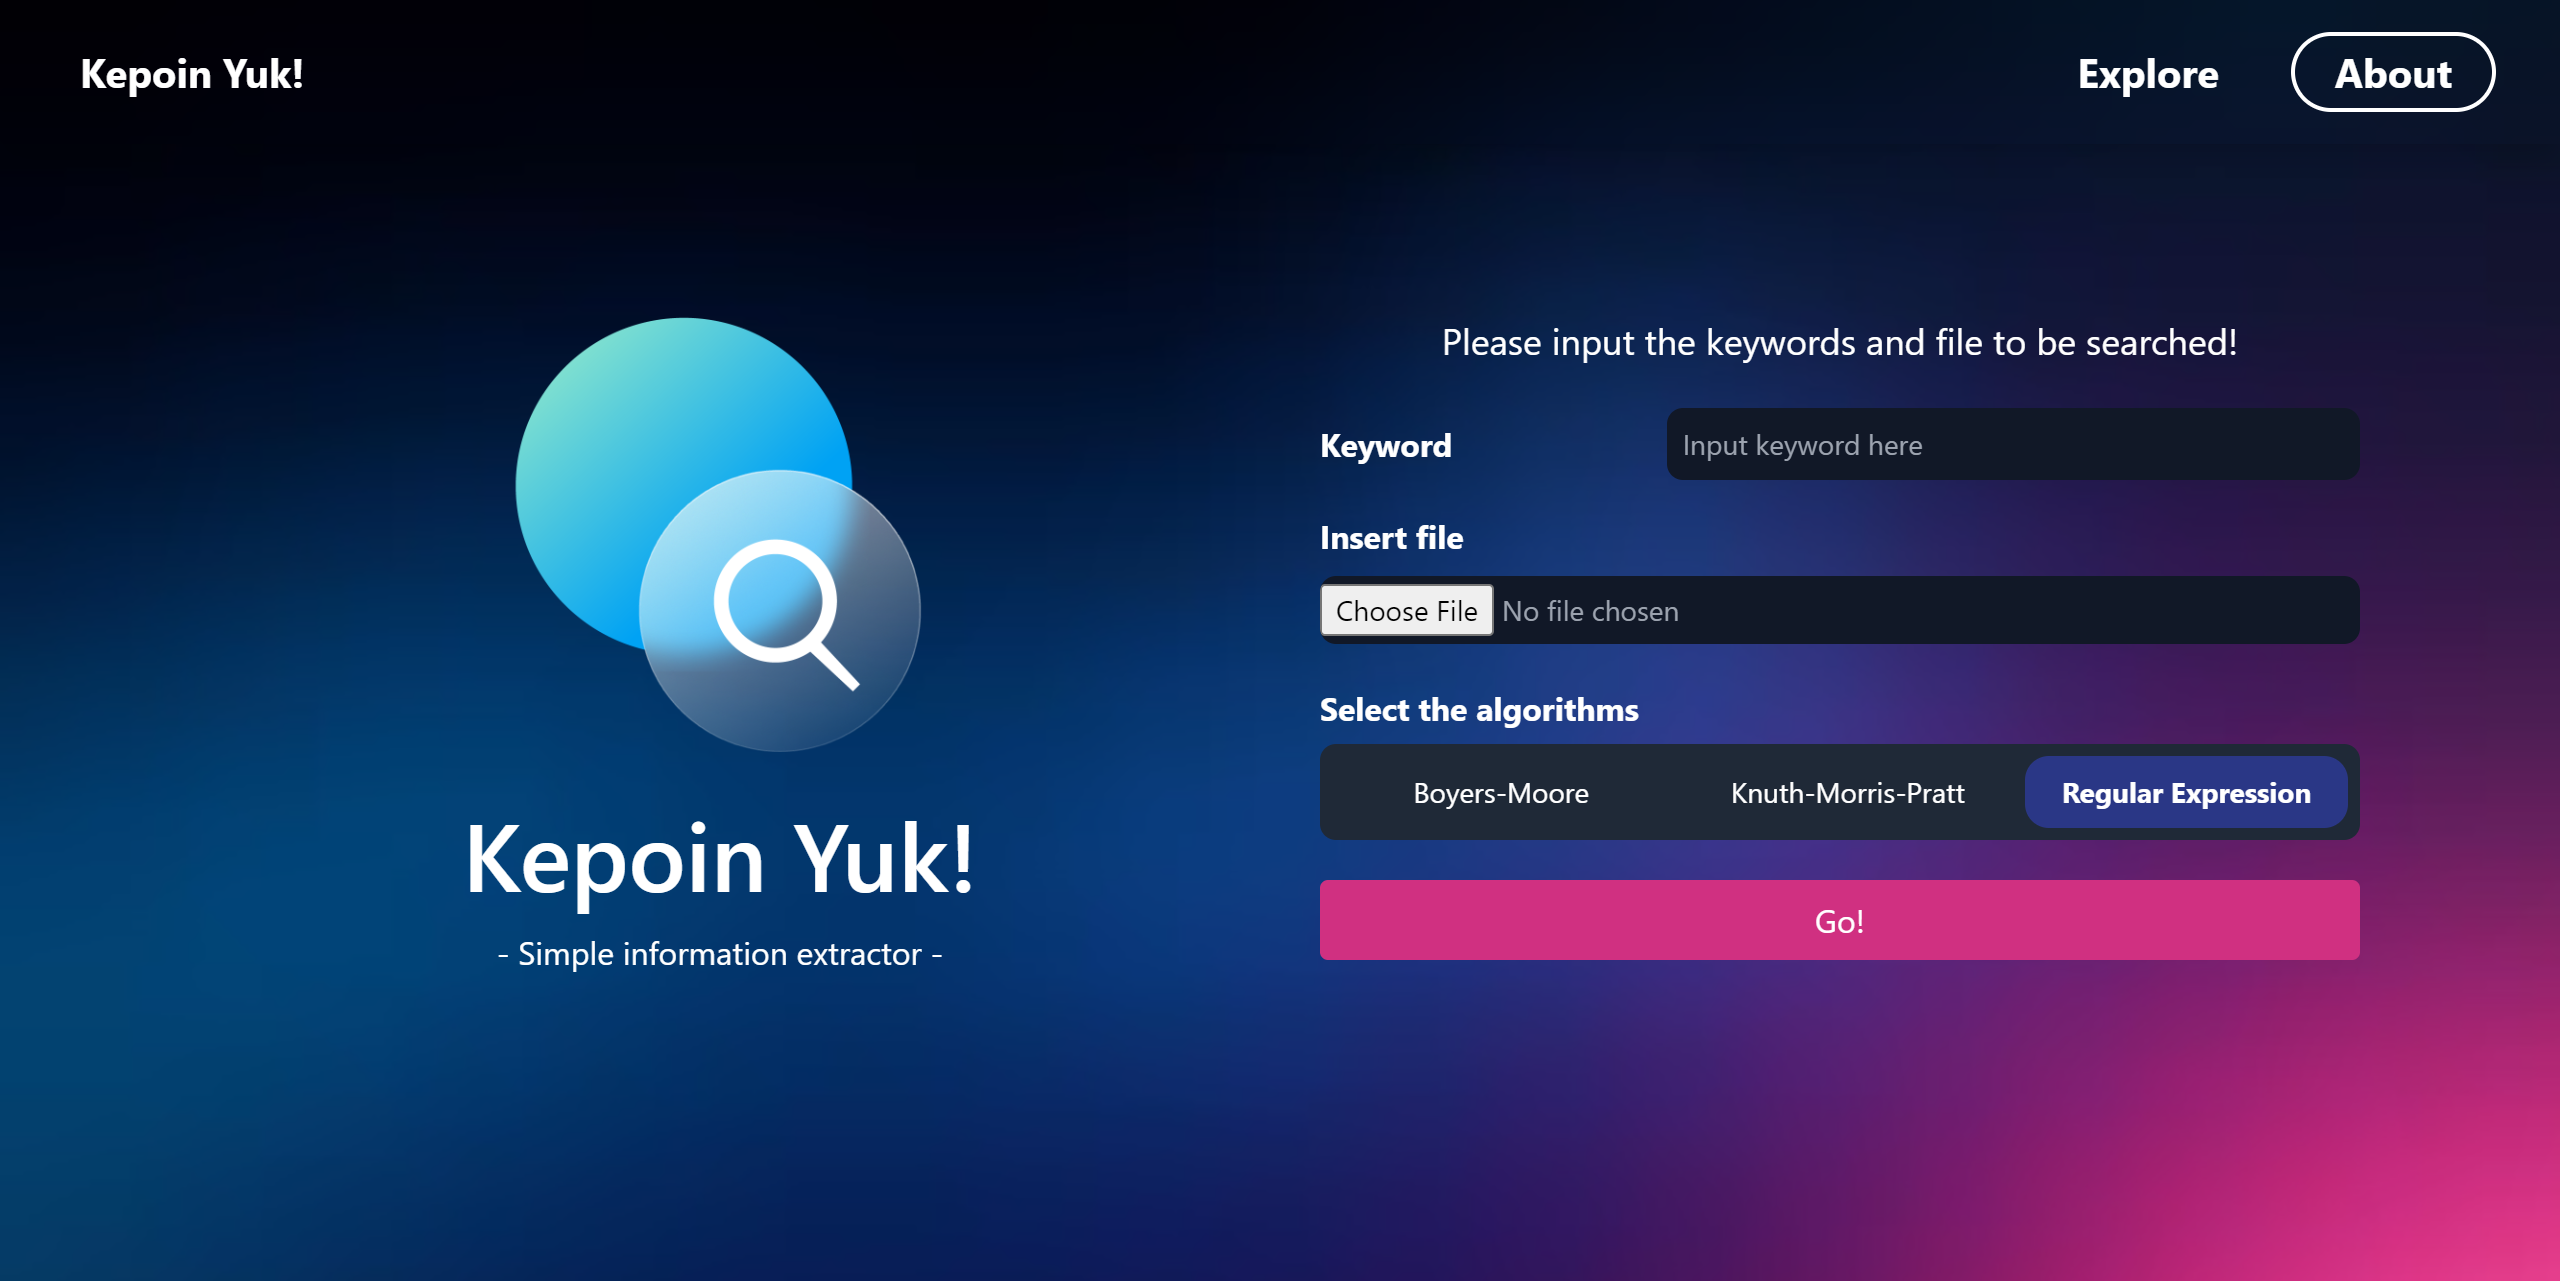 Kepoin Yuk!
Explore
About
Kepoin Yuk!
- Simple information extractor -
Please input the keywords and file to be searched!
Keyword
Input keyword here
Insert file
Choose File No file chosen
Select the algorithms
Boyers-Moore
Knuth-Morris-Pratt
Regular Expression
Go!